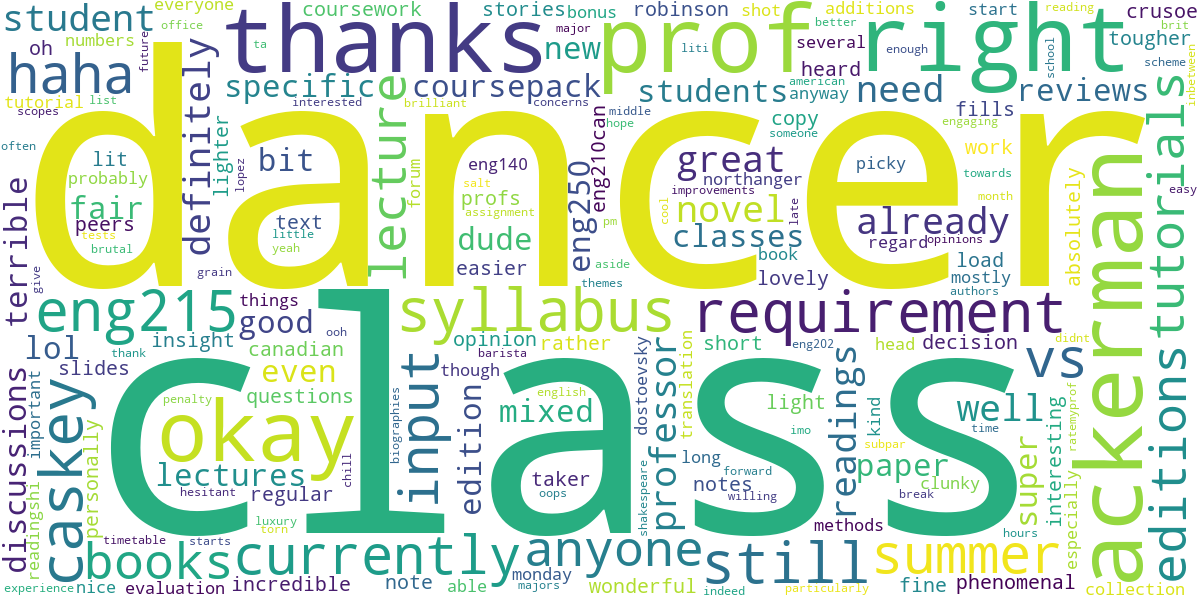 student
everyone
office
coursework
stories
bonus
robinson
shot
additions
start
reading
crusoe
oh
numbers
future
thanks
prof
right
better
tougher
haha
definitely
ta
major
new
liti
several
heard
enough
american
school
scheme
brit
inbetween
tutorial
list
scopes
specific
interested
lecture
brilliant
coursepack
concerns
middle
students
anyway
need
reviews
fills
often
dancer
lighter
lopez
hope
someone
copy
engaging
lit
bit
eng140
eng210can
great
picky
work
probably
forum
salt
profs
improvements
northanger
towards
easy
fair
peers
text
assignment
novel
cool
late
month
tests
little
dude
eng250
pm
already
brutal
yeah
classes
regard
opinions
absolutely
terrible
easier
aside
book
load
tutorials
give
grain
themes
lovely
mostly
authors
ackerman
eng215
things
syllabus
requirement
good
ooh
lol
thank
insight
barista
opinion
rather
short
eng202
head
decision
vs
didnt
slides
canadian
even
though
dostoevsky
translation
professor
readings
editions
discussions
important
caskey
questions
english
light
kind
penalty
class
okay
biographies
input
edition
mixed
imo
well
time
interesting
ratemyprof
personally
lectures
long
subpar
paper
super
readingshi
hesitant
regular
chill
taker
notes
forward
clunky
oops
shakespeare
willing
break
especially
luxury
torn
methods
hours
timetable
starts
books
currently
anyone
still
summer
experience
nice
evaluation
incredible
note
able
monday
majors
wonderful
indeed
particularly
fine
phenomenal
collection